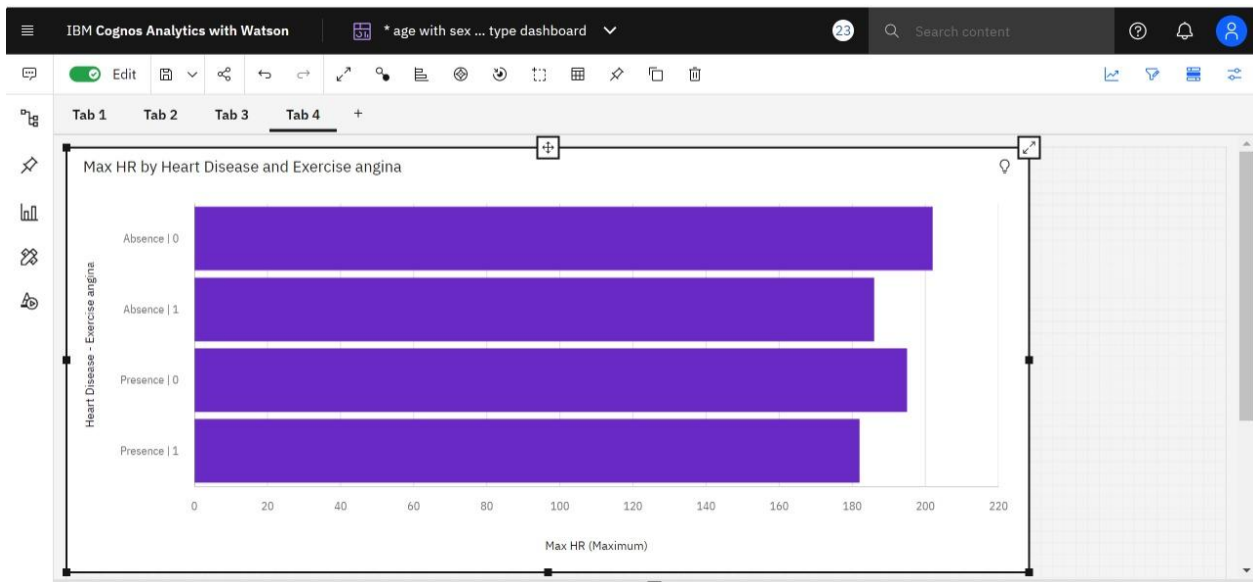 IBM Cognos Analytics with Watson
* age with sex ... type dashboard
23
Search content
Edit
Tab 1 Tab 2 Tab 3 Tab 4 +
Max HR by Heart Disease and Exercise angina
Heart Disease - Exercise angina
Absence | 0
Absence | 1
Presence | 0
Presence | 1
0 20 40 60 80 100 120 140 160 180 200 220
Max HR (Maximum)